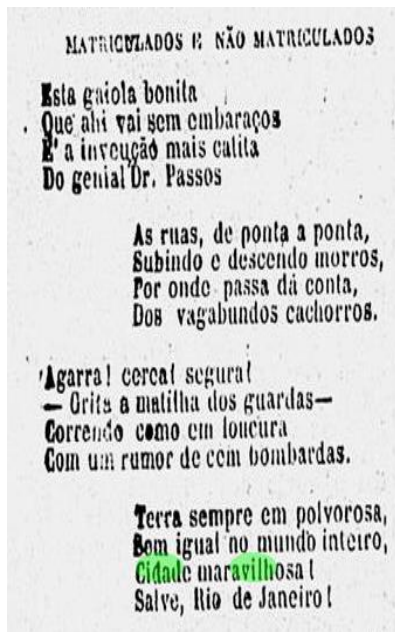 MATRICULADOS E NÃO MATRICULADOS
Esta gaiola bonita
Que ahi vai sem embaraços
E' a invenção mais catita
Do genial Dr. Passos
As ruas, de ponta a ponta,
Subindo e descendo morros,
Por onde passa dá conta,
Dos vagabundos cachorros.
Agarra! cerca! segura!
— Grita a matilha dos guardas—
Correndo como em loucura
Com um rumor de cem bombardas.
Terra sempre em polvorosa,
Sem igual no mundo inteiro,
Cidade maravilhosa!
Salve, Rio de Janeiro!